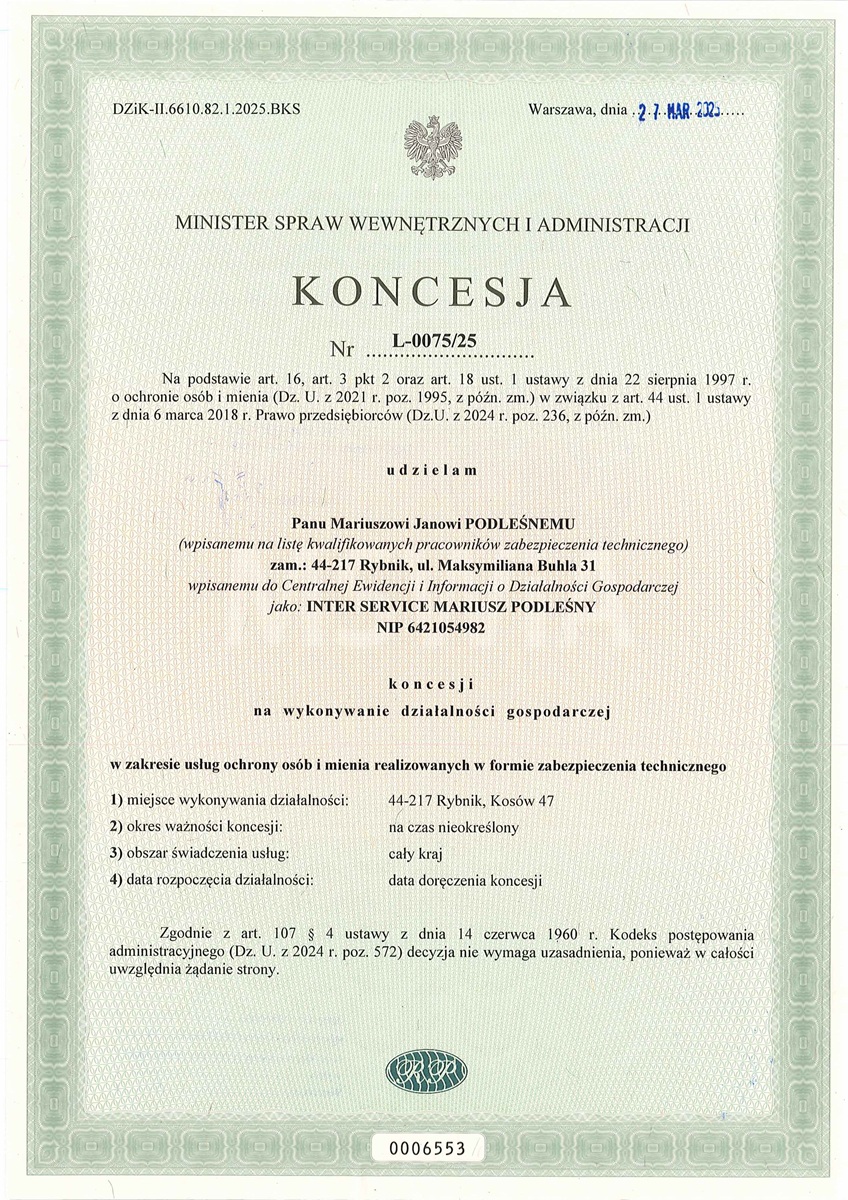 DZiK-II.6610.82.1.2025.BKS
Warszawa, dnia 27 MAR. 2025
MINISTER SPRAW WEWNĘTRZNYCH I ADMINISTRACJI
KONCESJA
Nr L-0075/25
Na podstawie art. 16, art. 3 pkt 2 oraz art. 18 ust. 1 ustawy z dnia 22 sierpnia 1997 r.
o ochronie osób i mienia (Dz. U. z 2021 r. poz. 1995, z późn. zm.) w związku z art. 44 ust. 1 ustawy
z dnia 6 marca 2018 r. Prawo przedsiębiorców (Dz.U. z 2024 r. poz. 236, z późn. zm.)
udzielam
Panu Mariuszowi Janowi PODLEŚNEMU
(wpisanemu na listę kwalifikowanych pracowników zabezpieczenia technicznego)
zam.: 44-217 Rybnik, ul. Maksymiliana Buhla 31
wpisanemu do Centralnej Ewidencji i Informacji o Działalności Gospodarczej
jako: INTER SERVICE MARIUSZ PODLEŚNY
NIP 6421054982
koncesji
na wykonywanie działalności gospodarczej
w zakresie usług ochrony osób i mienia realizowanych w formie zabezpieczenia technicznego
1) miejsce wykonywania działalności: 44-217 Rybnik, Kosów 47
2) okres ważności koncesji: na czas nieokreślony
3) obszar świadczenia usług: cały kraj
4) data rozpoczęcia działalności: data doręczenia koncesji
Zgodnie z art. 107 § 4 ustawy z dnia 14 czerwca 1960 r. Kodeks postępowania
administracyjnego (Dz. U. z 2024 r. poz. 572) decyzja nie wymaga uzasadnienia, ponieważ w całości
uwzględnia żądanie strony.
RP
0006553